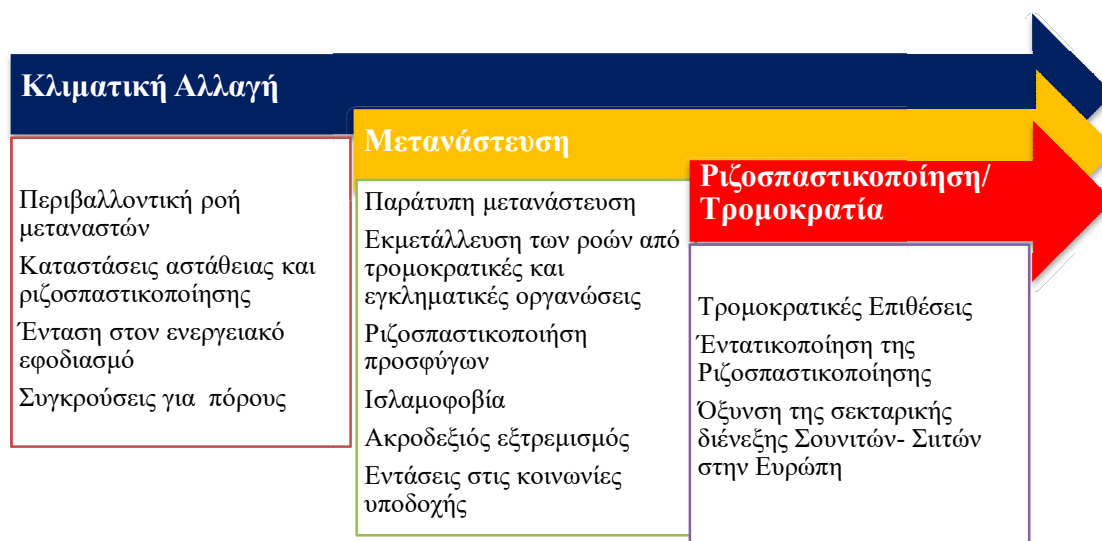 Κλιματική Αλλαγή
Περιβαλλοντική ροή
μεταναστών
Καταστάσεις αστάθειας και
ριζοσπαστικοποίησης
Ένταση στον ενεργειακό
εφοδιασμό
Συγκρούσεις για πόρους
Μετανάστευση
Παράτυπη μετανάστευση
Εκμετάλλευση των ροών από
τρομοκρατικές και
εγκληματικές οργανώσεις
Ριζοσπαστικοποιήση
προσφύγων
Ισλαμοφοβία
Ακροδεξιός εξτρεμισμός
Εντάσεις στις κοινωνίες
υποδοχής
Ριζοσπαστικοποίηση/
Τρομοκρατία
Τρομοκρατικές Επιθέσεις
Έντατικοποίηση της
Ριζοσπαστικοποίησης
Όξυνση της σεκταρικής
διένεξης Σουνιτών- Σιιτών
στην Ευρώπη